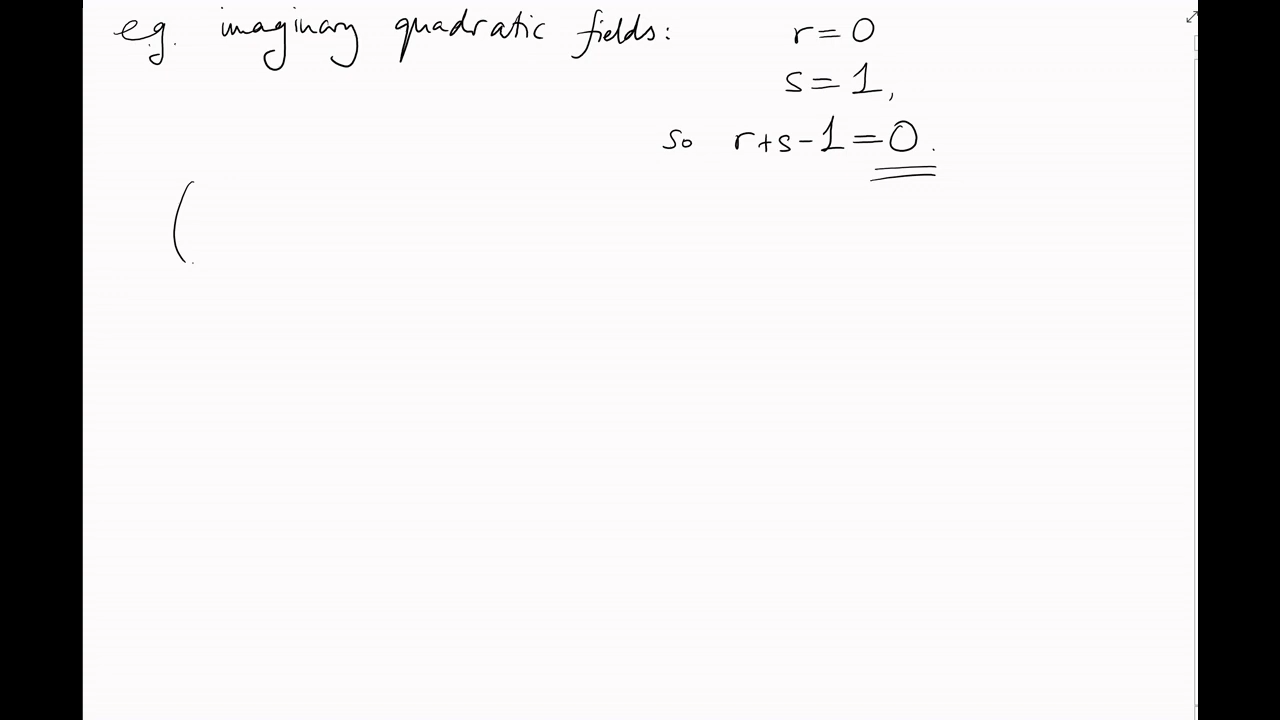 e.g. imaginary quadratic fields: r=0
s=1,
so r+s-1=0.
(